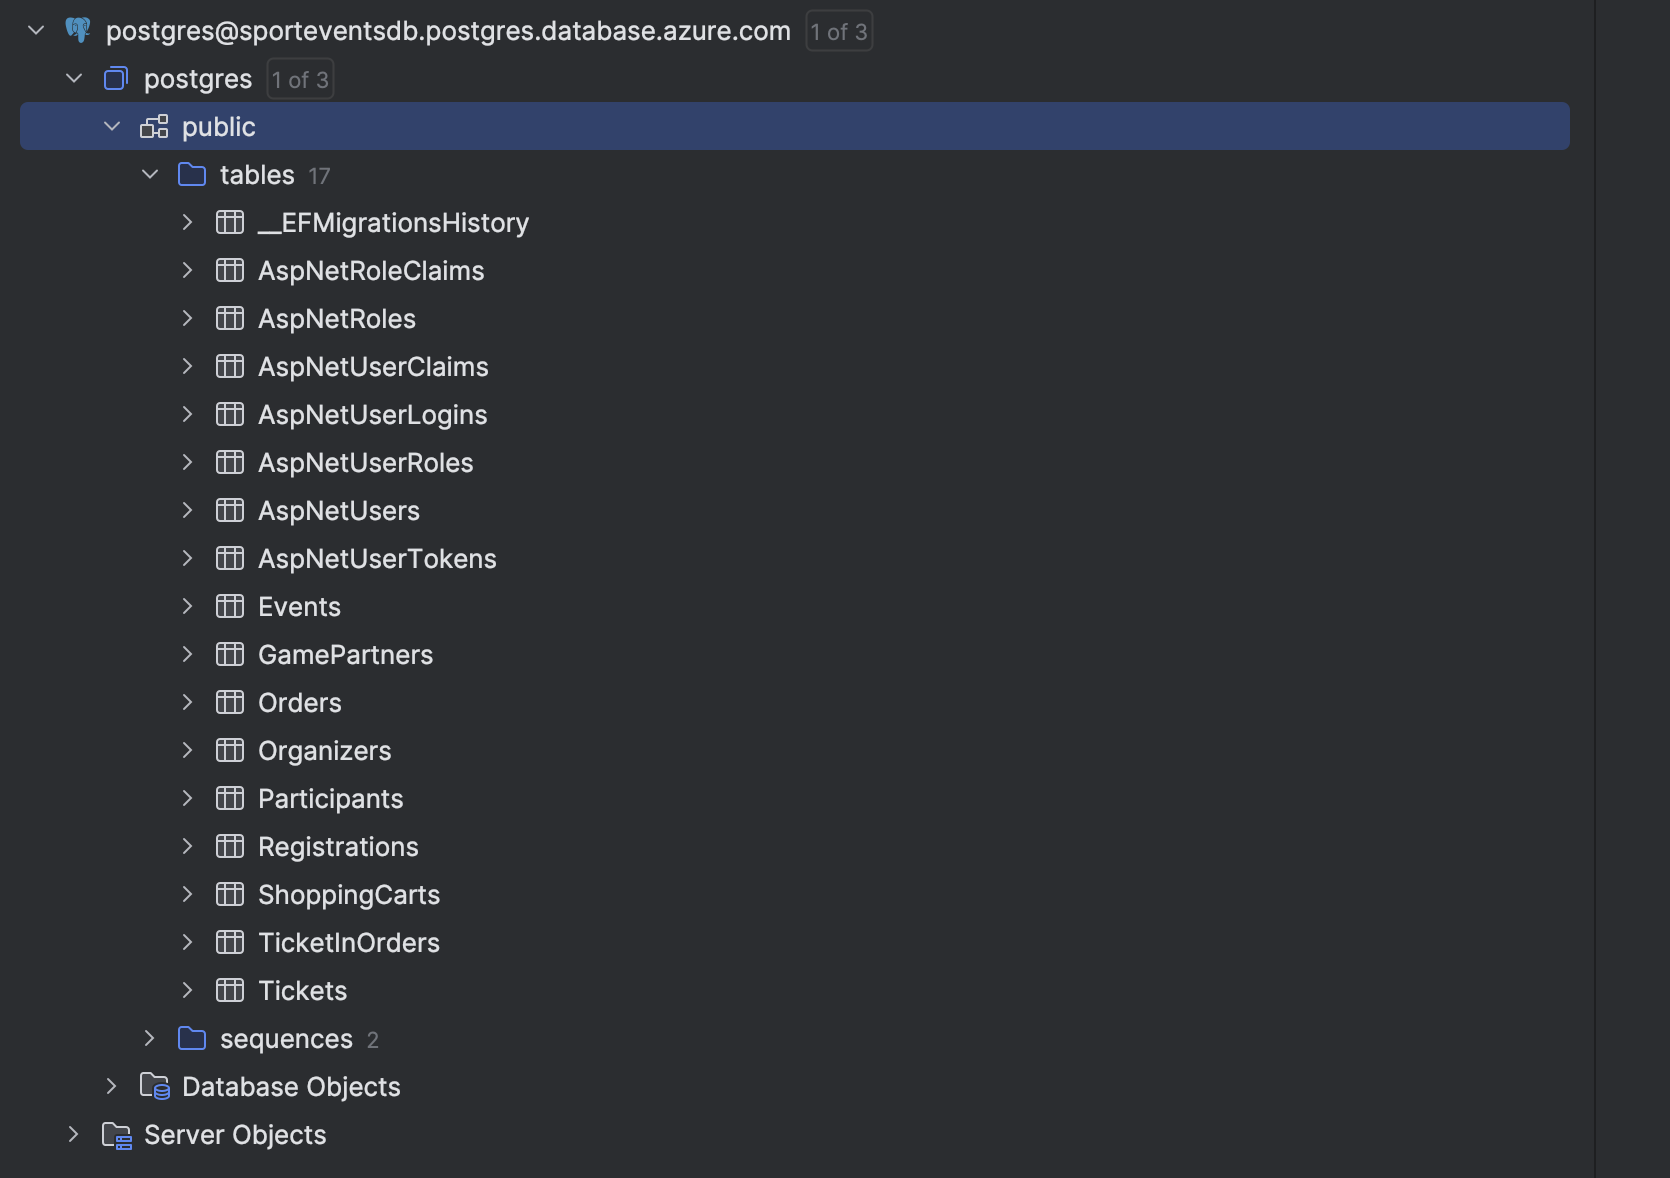 postgres@sporteventsdb.postgres.database.azure.com 1 of 3
postgres 1 of 3
public
tables 17
__EFMigrationsHistory
AspNetRoleClaims
AspNetRoles
AspNetUserClaims
AspNetUserLogins
AspNetUserRoles
AspNetUsers
AspNetUserTokens
Events
GamePartners
Orders
Organizers
Participants
Registrations
ShoppingCarts
TicketInOrders
Tickets
sequences 2
Database Objects
Server Objects